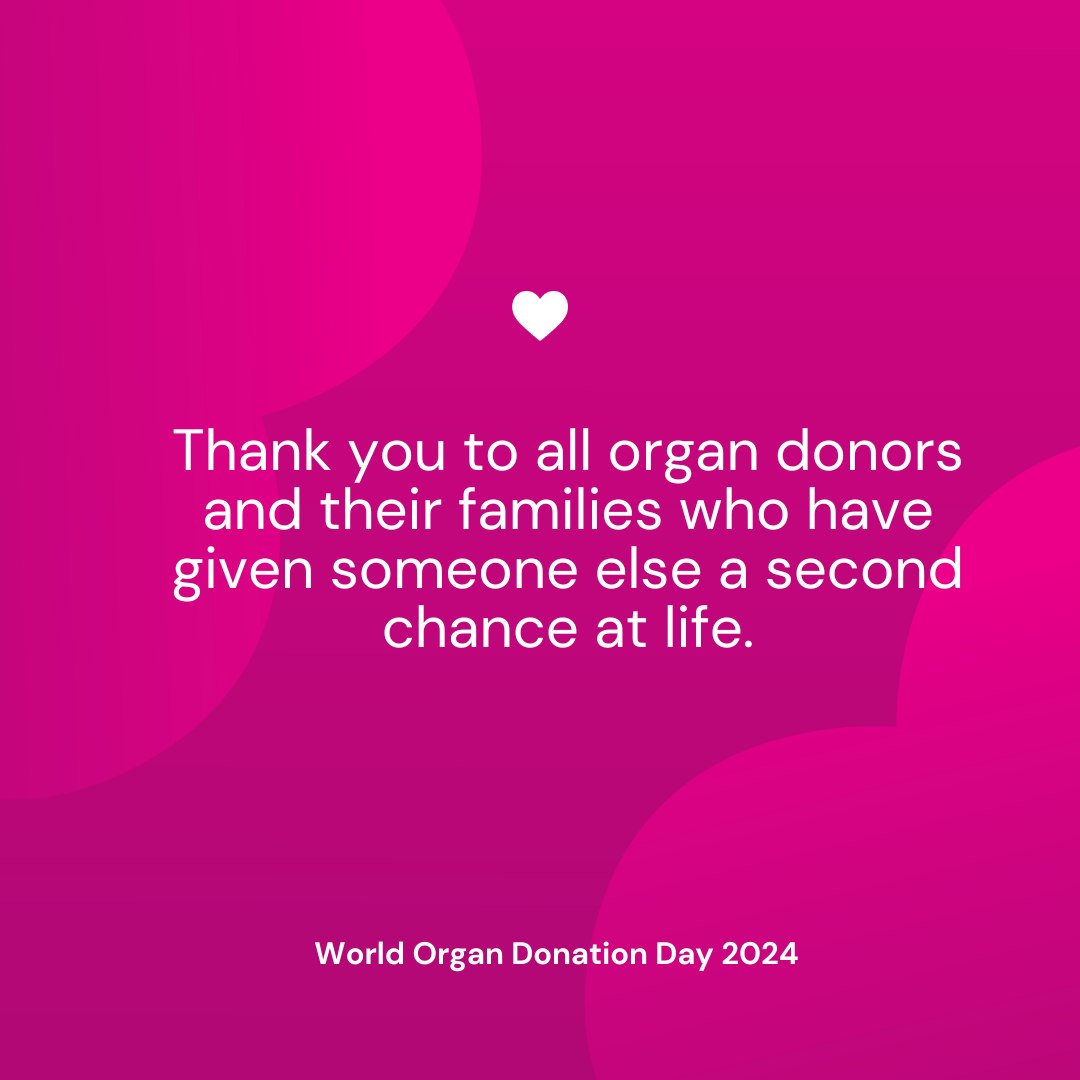 Thank you to all organ donors
and their families who have
given someone else a second
chance at life.
World Organ Donation Day 2024